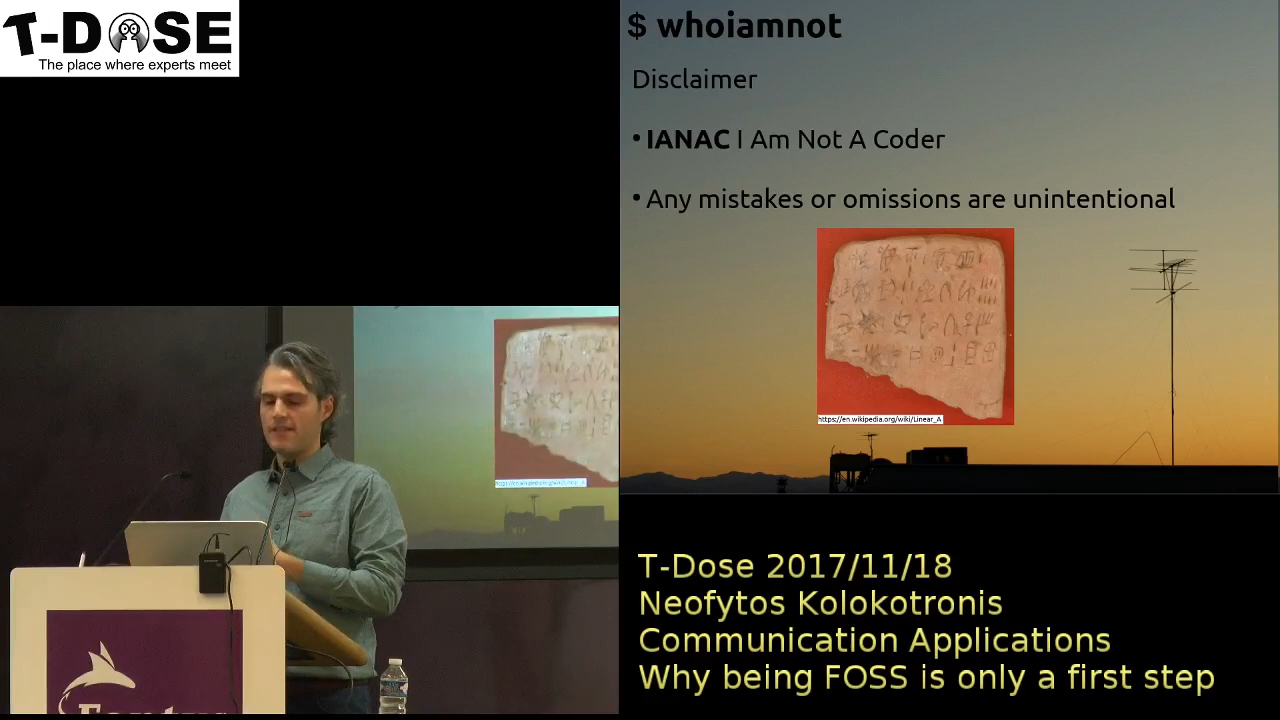 T-DOSE
The place where experts meet
$ whoiamnot
Disclaimer
• IANAC I Am Not A Coder
• Any mistakes or omissions are unintentional
https://en.wikipedia.org/wiki/Linear_A
T-Dose 2017/11/18
Neofytos Kolokotronis
Communication Applications
Why being FOSS is only a first step
Fontys